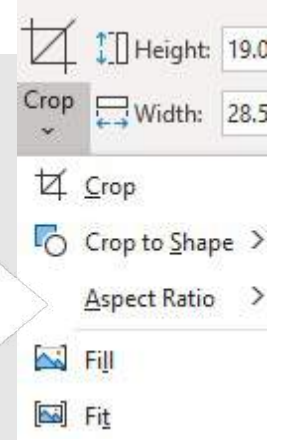 Height: 19.0
Crop
Width: 28.5
Crop
Crop to Shape
Aspect Ratio
Fill
Fit